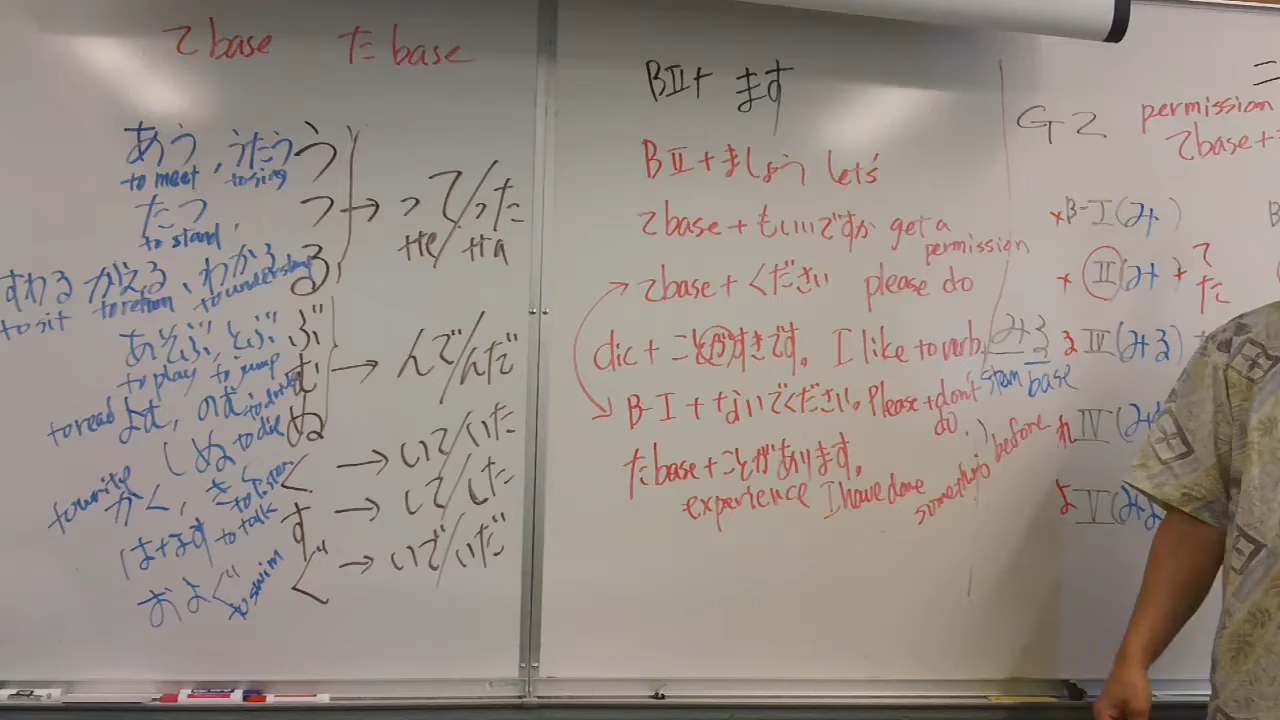 てbase たbase
あう, うたう う
to meet to sing
たつ, つ → って/った
to stand tte/tta
すわる がえる、わかる る
to sit to return to understand
あそぶ, とぶ ぶ
to play to jump む → んで/んだ
to read よむ, のむ to drink
しぬ to die ぬ
かく, きく く → いて/いた
to listen
はなす to talk す → して/した
およぐ to swim ぐ → いで/いだ
BⅡ+ ます
BⅡ+ましょう let's
てbase+もいいですか get a
permission
てbase+ください please do
dic+ことがすきです。I like to verb
B-Ⅰ+ないでください。Please+don't
do
たbase+ことがあります。
experience I have done
before
stem base
G2 permission
てbase+
×B-Ⅰ(み+ )
× Ⅱ(み+ + て
た
る Ⅲ(み+る)
れ Ⅳ(み+
よ Ⅴ(み+よ